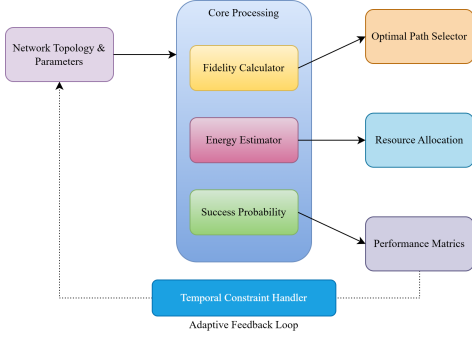 Core Processing
Network Topology &
Parameters
Optimal Path Selector
Fidelity Calculator
Energy Estimator
Resource Allocation
Success Probability
Performance Matrics
Temporal Constraint Handler
Adaptive Feedback Loop